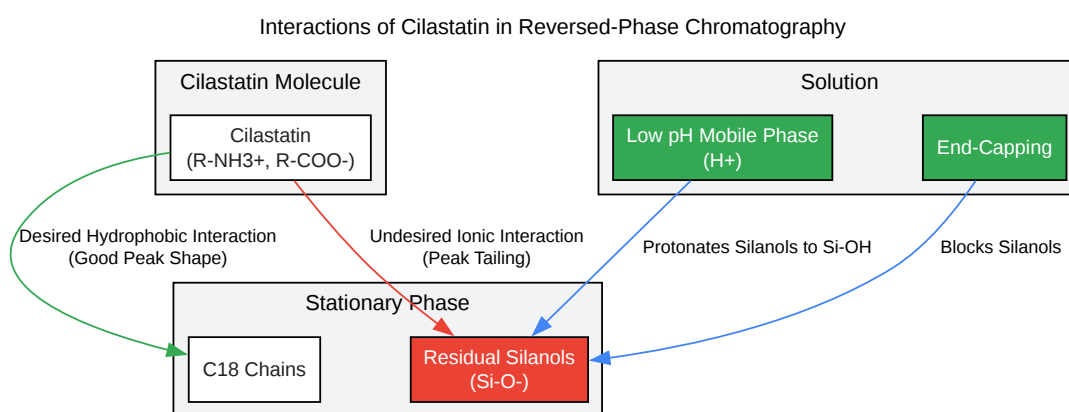 Interactions of Cilastatin in Reversed-Phase Chromatography
Cilastatin Molecule
Solution
Cilastatin
(R-NH3+, R-COO-)
Low pH Mobile Phase
(H+)
End-Capping
Desired Hydrophobic Interaction
(Good Peak Shape)
Undesired Ionic Interaction
(Peak Tailing)
Protonates Silanols to Si-OH
Blocks Silanols
Stationary Phase
C18 Chains
Residual Silanols
(Si-O-)